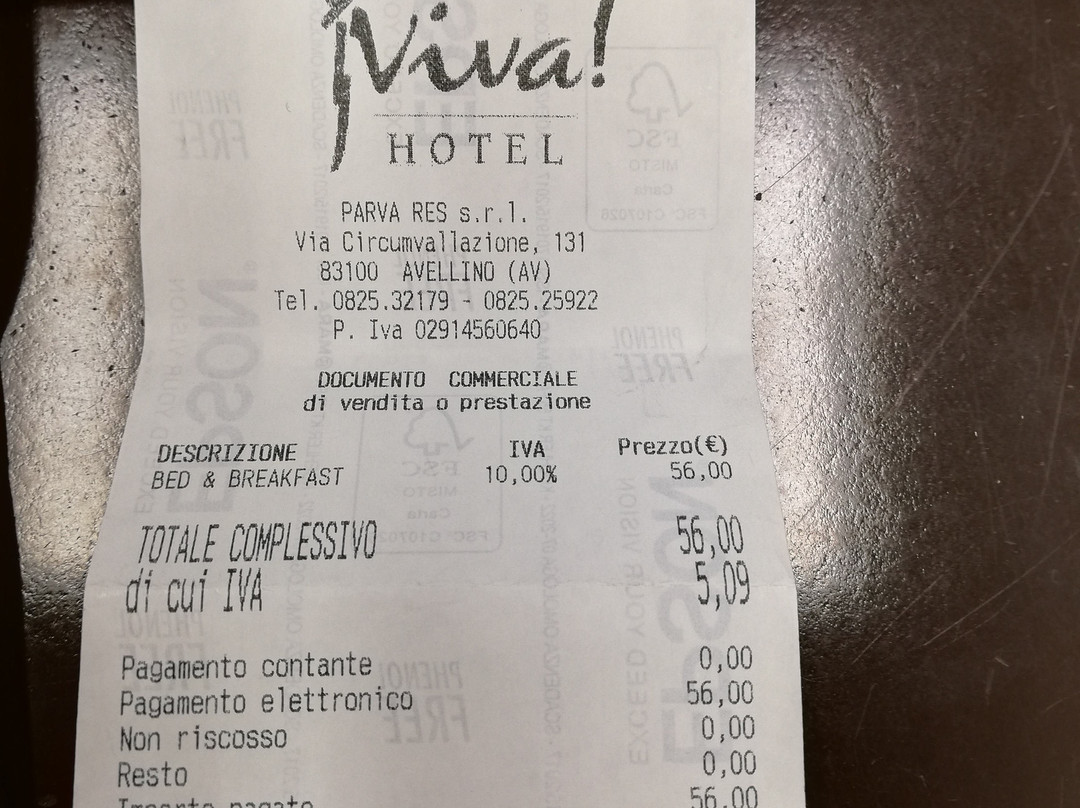 ¡Viva!
HOTEL
PARVA RES s.r.l.
Via Circumvallazione, 131
83100 AVELLINO (AV)
Tel. 0825.32179 - 0825.25922
P. Iva 02914560640
DOCUMENTO COMMERCIALE
di vendita o prestazione
DESCRIZIONE IVA Prezzo(€)
BED & BREAKFAST 10,00% 56,00
TOTALE COMPLESSIVO 56,00
di cui IVA 5,09
Pagamento contante 0,00
Pagamento elettronico 56,00
Non riscosso 0,00
Resto 0,00
Importo pagato 56,00